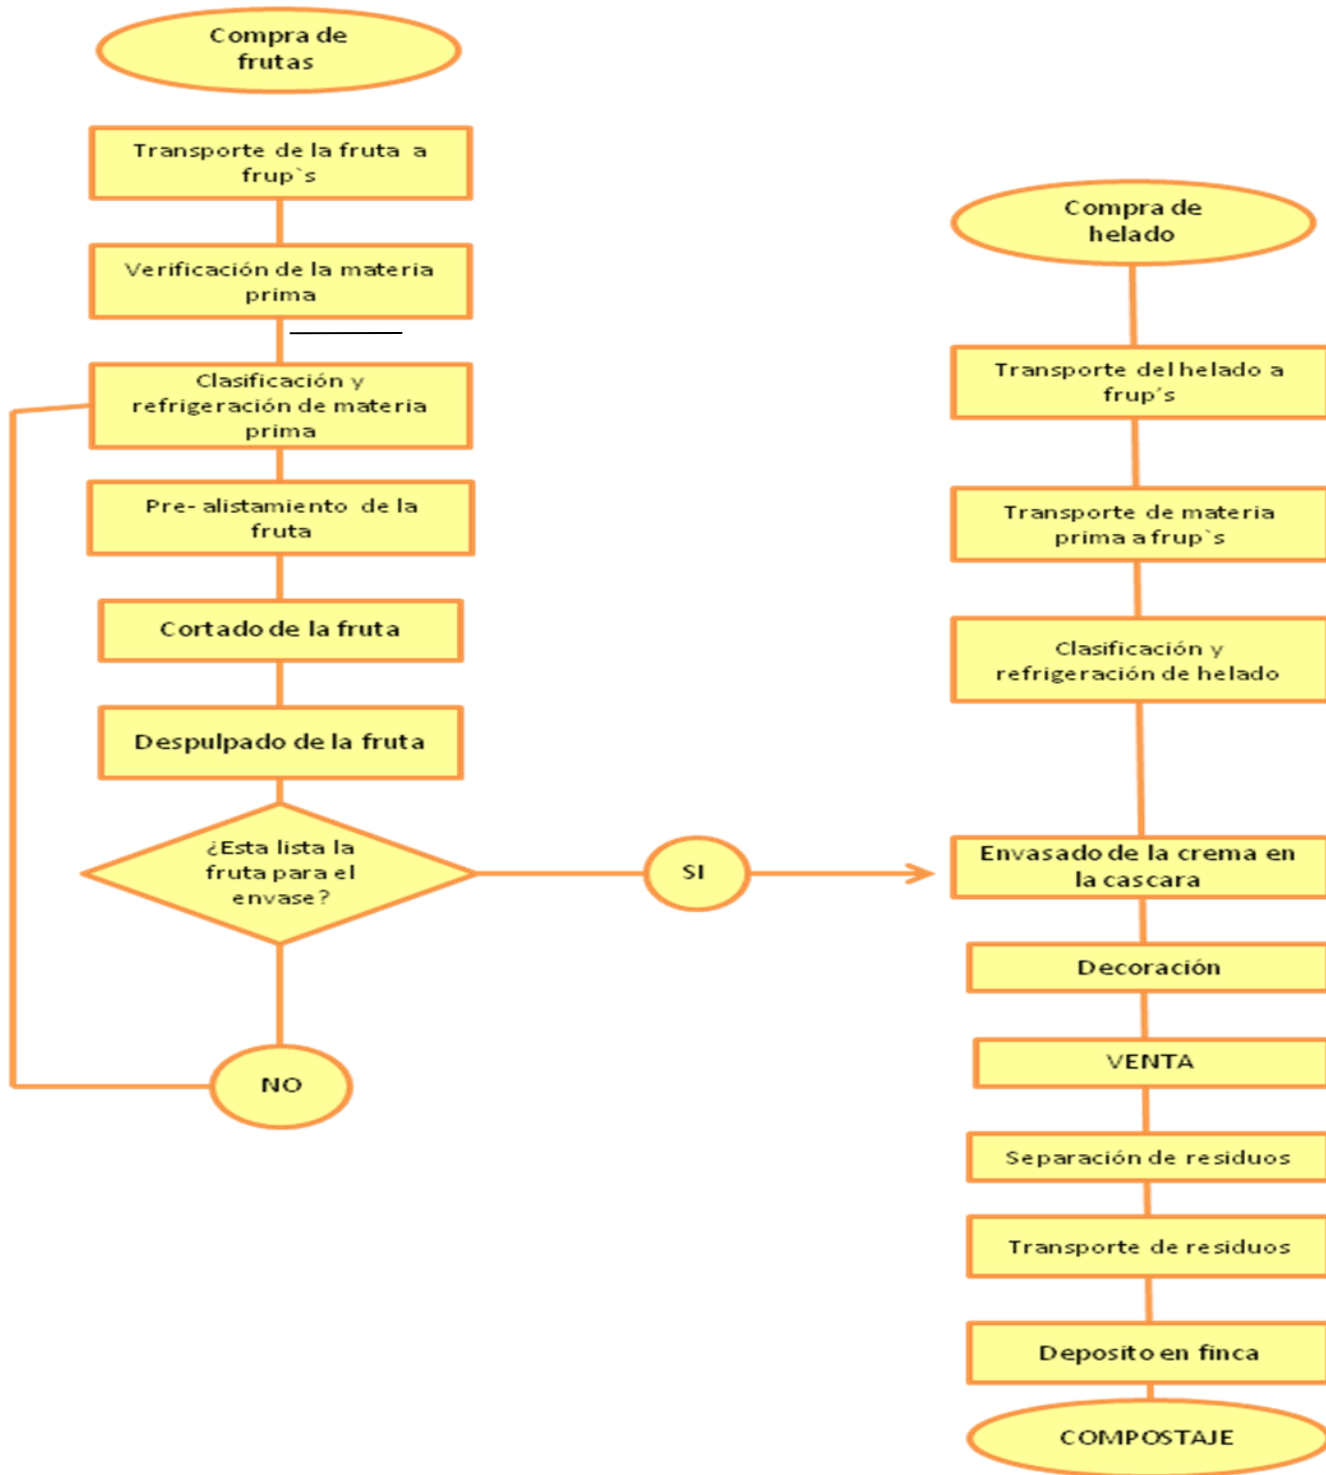 Compra de
frutas
Transporte de la fruta a
frup`s
Verificación de la materia
prima
Clasificación y
refrigeración de materia
prima
Pre- alistamiento de la
fruta
Cortado de la fruta
Despulpado de la fruta
¿Esta lista la
fruta para el
envase?
SI
NO
Compra de
helado
Transporte del helado a
frup´s
Transporte de materia
prima a frup`s
Clasificación y
refrigeración de helado
Envasado de la crema en
la cascara
Decoración
VENTA
Separación de residuos
Transporte de residuos
Deposito en finca
COMPOSTAJE